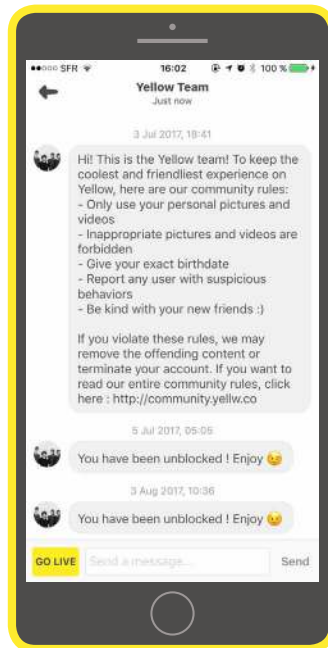 SFR 16:02 100 %
Yellow Team
Just now
3 Jul 2017, 18:41
Hi! This is the Yellow team! To keep the
coolest and friendliest experience on
Yellow, here are our community rules:
- Only use your personal pictures and
videos
- Inappropriate pictures and videos are
forbidden
- Give your exact birthdate
- Report any user with suspicious
behaviors
- Be kind with your new friends :)
If you violate these rules, we may
remove the offending content or
terminate your account. If you want to
read our entire community rules, click
here : http://community.yellw.co
5 Jul 2017, 05:05
You have been unblocked ! Enjoy 😉
3 Aug 2017, 10:36
You have been unblocked ! Enjoy 😉
GO LIVE Send a message... Send